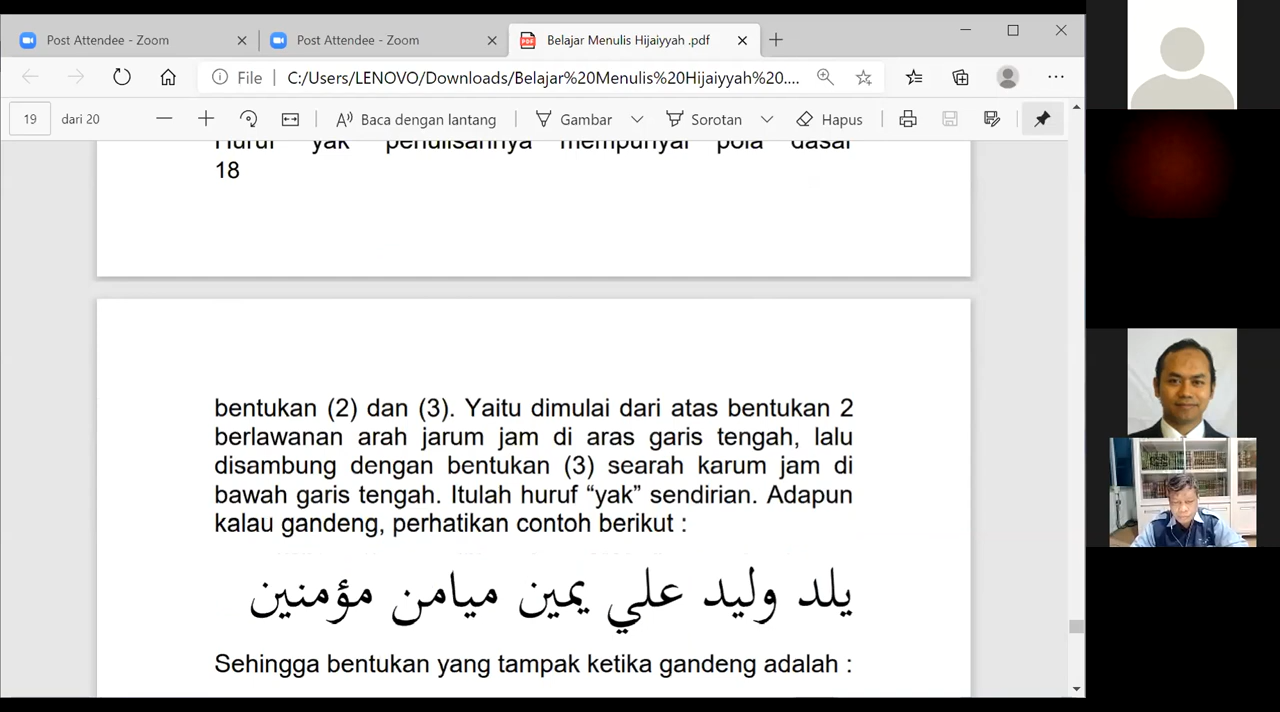 Post Attendee - Zoom
Post Attendee - Zoom
Belajar Menulis Hijaiyyah .pdf
File
C:/Users/LENOVO/Downloads/Belajar%20Menulis%20Hijaiyyah%20....
19 dari 20
Baca dengan lantang
Gambar
Sorotan
Hapus
Huruf yak penulisannya mempunyai pola dasar
18
bentukan (2) dan (3). Yaitu dimulai dari atas bentukan 2
berlawanan arah jarum jam di aras garis tengah, lalu
disambung dengan bentukan (3) searah karum jam di
bawah garis tengah. Itulah huruf “yak” sendirian. Adapun
kalau gandeng, perhatikan contoh berikut :
يلد وليد علي يمين ميامن مؤمنين
Sehingga bentukan yang tampak ketika gandeng adalah :